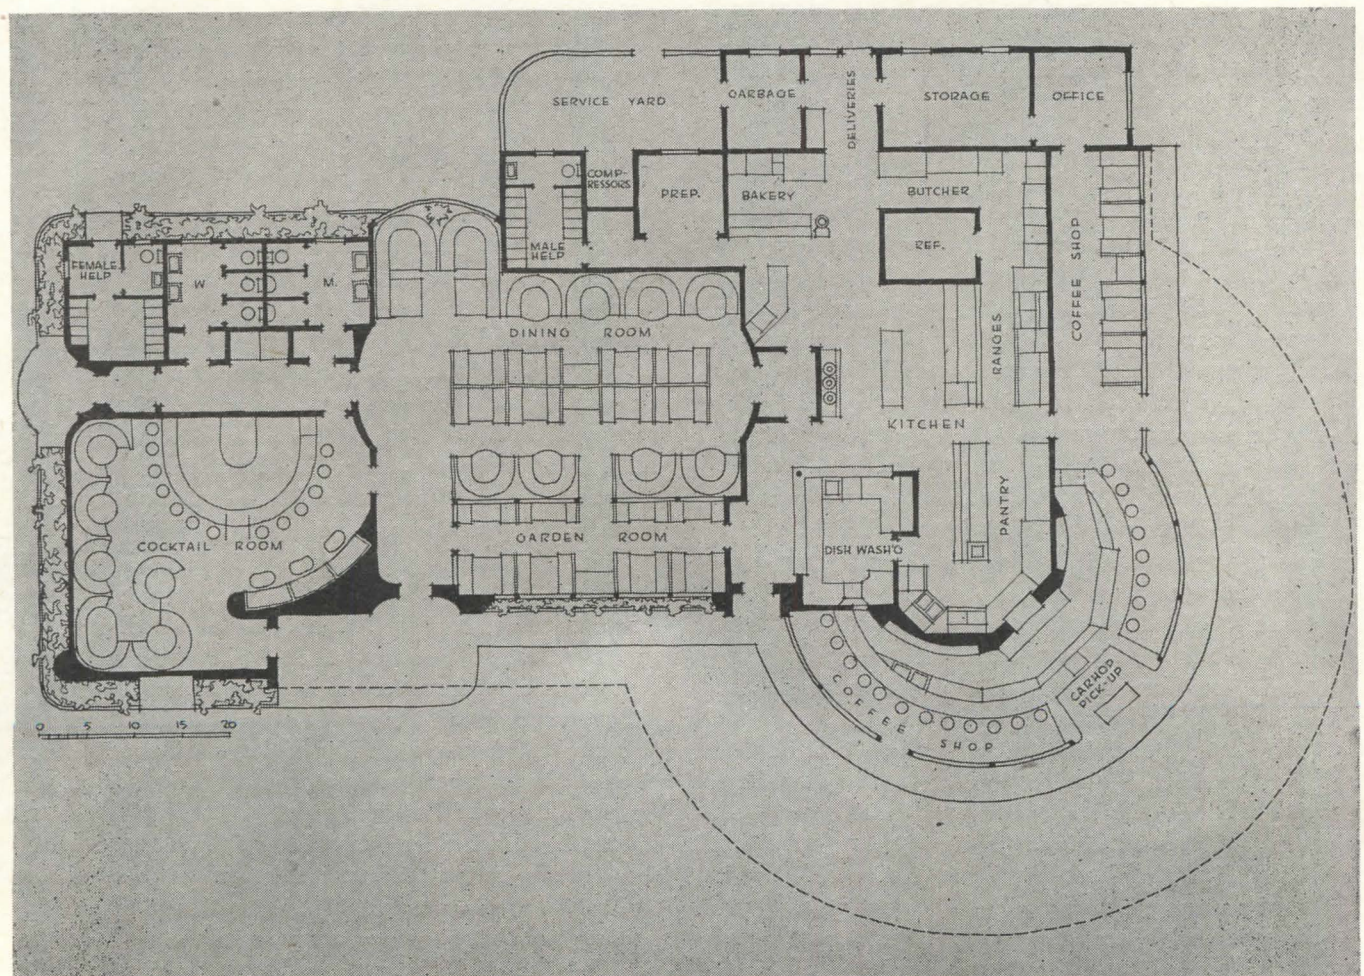 SERVICE YARD
GARBAGE
DELIVERIES
STORAGE
OFFICE
COMP-
RESSORS
PREP.
BAKERY
BUTCHER
MALE
HELP
REF.
COFFEE SHOP
FEMALE
HELP
W
M.
DINING ROOM
RANGES
KITCHEN
COCKTAIL ROOM
GARDEN ROOM
DISH WASH'G
PANTRY
CARHOP
PICK-UP
COFFEE SHOP
0 5 10 15 20